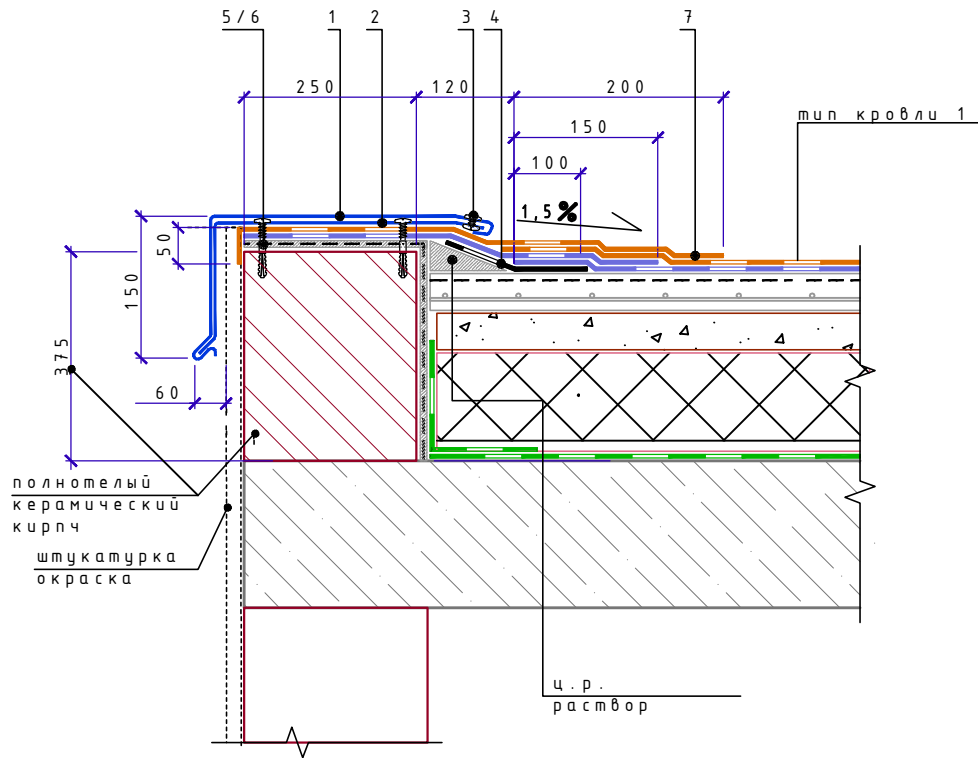 5/6
1
2
3
4
7
250
120
200
150
100
тип кровли 1
1,5%
50
150
375
60
полнотелый
керамический
кирпч
штукатурка
окраска
ц.р.
раствор